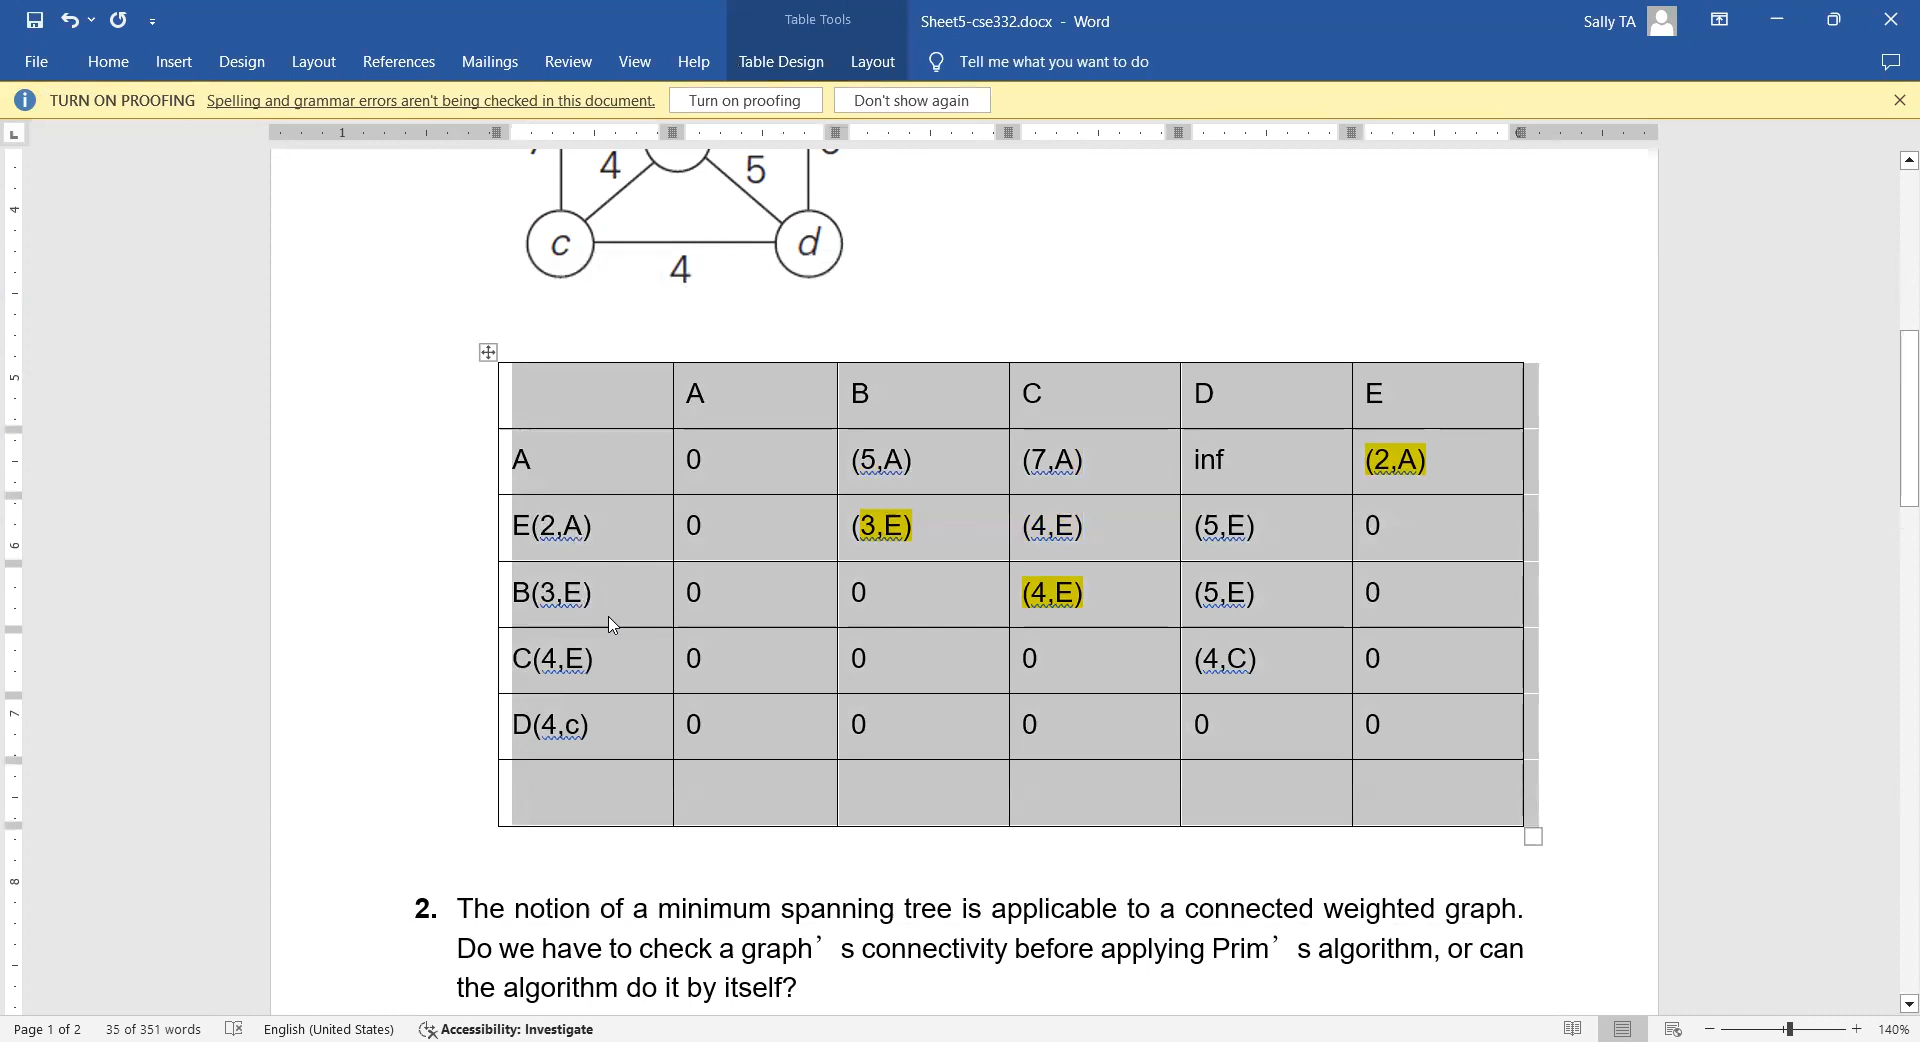 Table Tools
Sheet5-cse332.docx - Word
Sally TA
File Home Insert Design Layout References Mailings Review View Help Table Design Layout Tell me what you want to do
TURN ON PROOFING Spelling and grammar errors aren't being checked in this document. Turn on proofing Don't show again
1
4 5
c d
4
A B C D E
A 0 (5,A) (7,A) inf (2,A)
E(2,A) 0 (3,E) (4,E) (5,E) 0
B(3,E) 0 0 (4,E) (5,E) 0
C(4,E) 0 0 0 (4,C) 0
D(4,c) 0 0 0 0 0
4
5
6
7
8
2. The notion of a minimum spanning tree is applicable to a connected weighted graph.
Do we have to check a graph’ s connectivity before applying Prim’ s algorithm, or can
the algorithm do it by itself?
Page 1 of 2 35 of 351 words English (United States) Accessibility: Investigate 140%